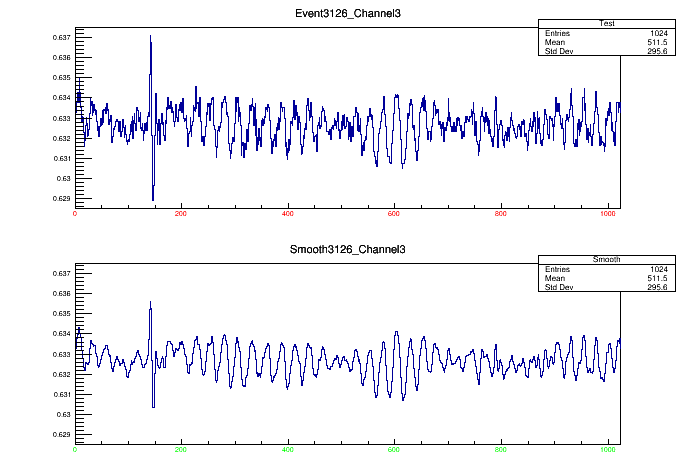 Event3126_Channel3
Test
Entries 1024
Mean 511.5
Std Dev 295.6
0.637
0.636
0.635
0.634
0.633
0.632
0.631
0.63
0.629
0 200 400 600 800 1000
Smooth3126_Channel3
Smooth
Entries 1024
Mean 511.5
Std Dev 295.6
0.637
0.636
0.635
0.634
0.633
0.632
0.631
0.63
0.629
0 200 400 600 800 1000